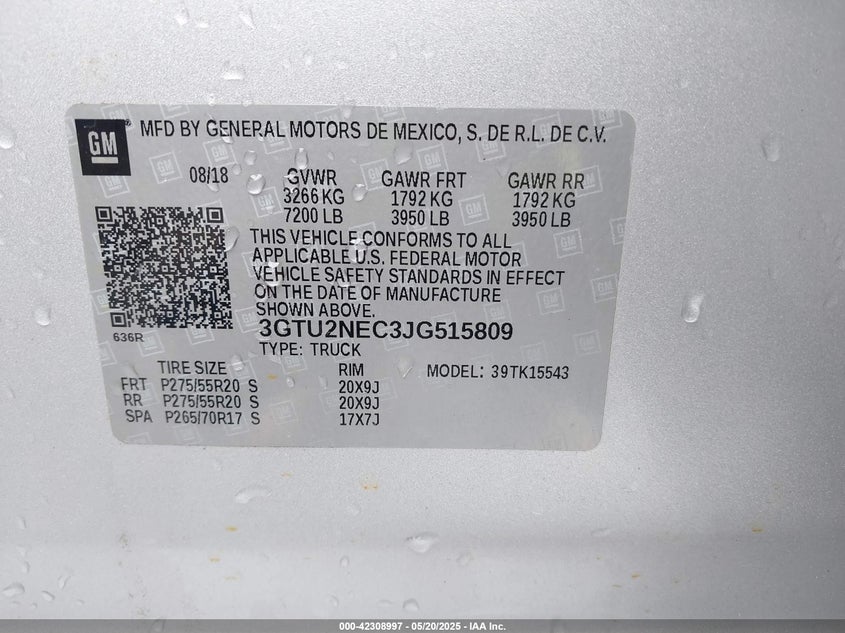 GM ® MFD BY GENERAL MOTORS DE MEXICO, S. DE R.L. DE C.V.
08/18 GVWR GAWR FRT GAWR RR
3266 KG 1792 KG 1792 KG
7200 LB 3950 LB 3950 LB
THIS VEHICLE CONFORMS TO ALL
APPLICABLE U.S. FEDERAL MOTOR
VEHICLE SAFETY STANDARDS IN EFFECT
ON THE DATE OF MANUFACTURE
SHOWN ABOVE.
3GTU2NEC3JG515809
636R
TYPE: TRUCK
TIRE SIZE RIM MODEL: 39TK15543
FRT P275/55R20 S 20X9J
RR P275/55R20 S 20X9J
SPA P265/70R17 S 17X7J
000-42308997 — 05/20/2025 — IAA Inc.